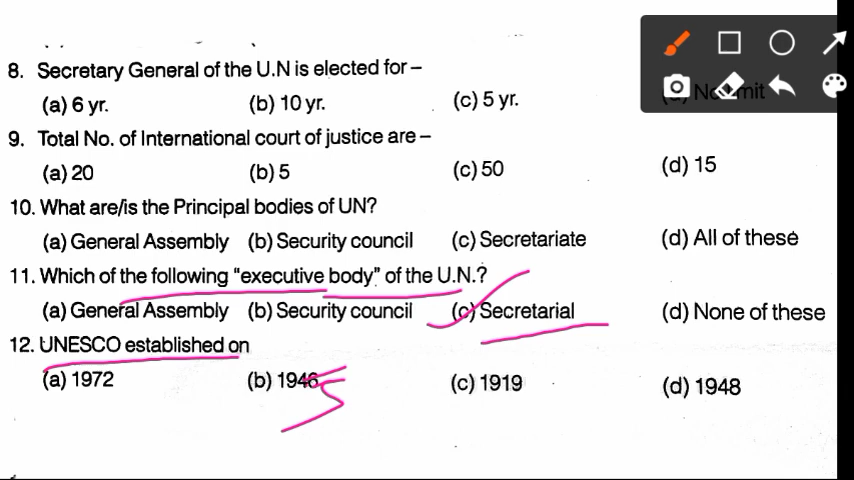 8. Secretary General of the U.N is elected for –
(a) 6 yr. (b) 10 yr. (c) 5 yr.
9. Total No. of International court of justice are –
(a) 20 (b) 5 (c) 50 (d) 15
10. What are/is the Principal bodies of UN?
(a) General Assembly (b) Security council (c) Secretariate (d) All of these
11. Which of the following "executive body" of the U.N.?
(a) General Assembly (b) Security council (c) Secretarial (d) None of these
12. UNESCO established on
(a) 1972 (b) 1946 (c) 1919 (d) 1948